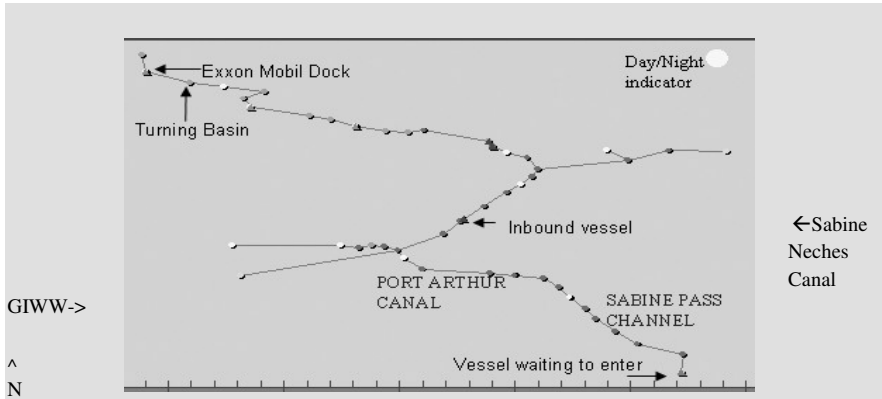 Exxon Mobil Dock
Day/Night
indicator
Turning Basin
Inbound vessel
←Sabine
Neches
Canal
PORT ARTHUR
CANAL
SABINE PASS
CHANNEL
GIWW->
Vessel waiting to enter
^
N